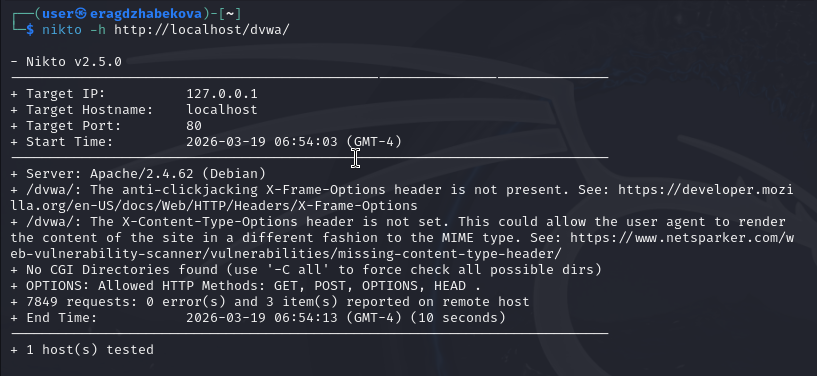 ┌──(user㉿eragdzhabekova)-[~]
└─$ nikto -h http://localhost/dvwa/
- Nikto v2.5.0
+ Target IP:          127.0.0.1
+ Target Hostname:    localhost
+ Target Port:        80
+ Start Time:         2026-03-19 06:54:03 (GMT-4)
+ Server: Apache/2.4.62 (Debian)
+ /dvwa/: The anti-clickjacking X-Frame-Options header is not present. See: https://developer.mozi
lla.org/en-US/docs/Web/HTTP/Headers/X-Frame-Options
+ /dvwa/: The X-Content-Type-Options header is not set. This could allow the user agent to render
the content of the site in a different fashion to the MIME type. See: https://www.netsparker.com/w
eb-vulnerability-scanner/vulnerabilities/missing-content-type-header/
+ No CGI Directories found (use '-C all' to force check all possible dirs)
+ OPTIONS: Allowed HTTP Methods: GET, POST, OPTIONS, HEAD .
+ 7849 requests: 0 error(s) and 3 item(s) reported on remote host
+ End Time:           2026-03-19 06:54:13 (GMT-4) (10 seconds)
+ 1 host(s) tested